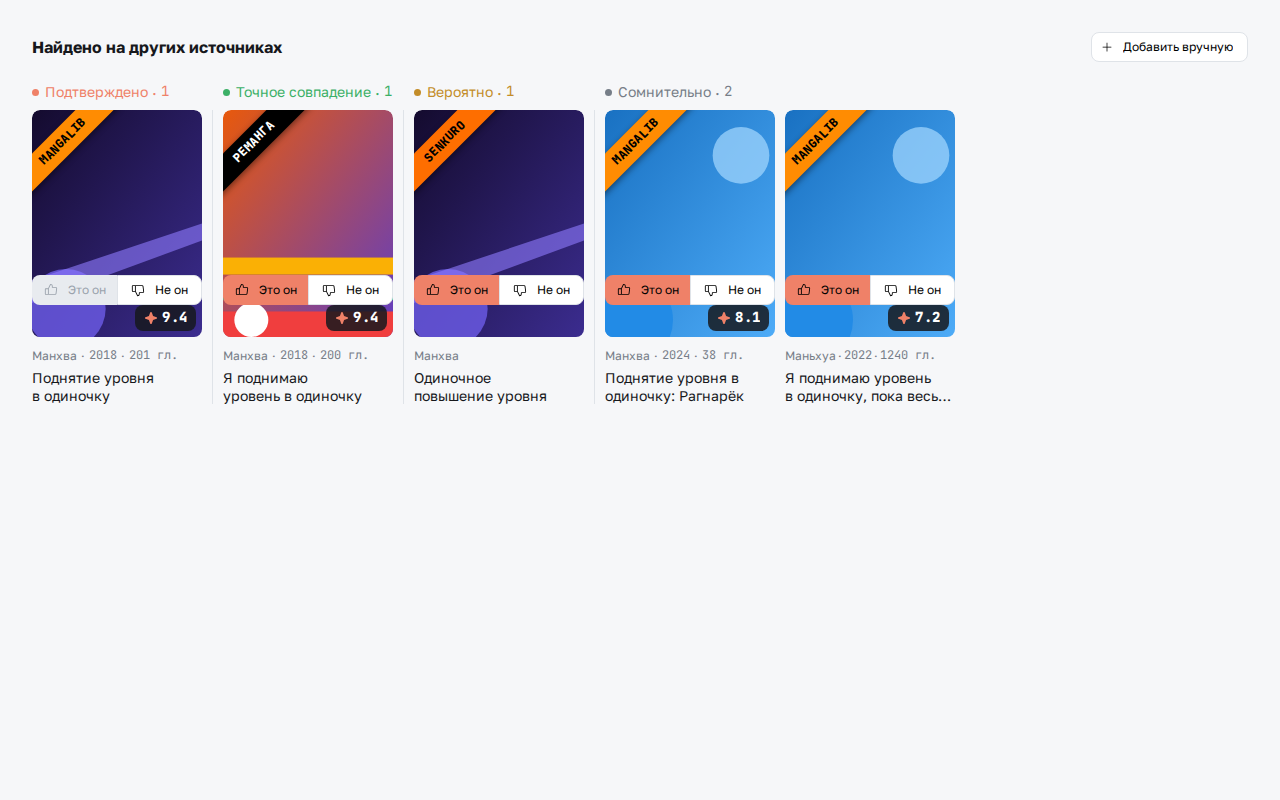 Найдено на других источниках
Добавить вручную
Подтверждено · 1
Точное совпадение · 1
Вероятно · 1
Сомнительно · 2
MANGALIB
РЕМАНГА
SENKURO
MANGALIB
MANGALIB
Это он
Не он
Это он
Не он
Это он
Не он
Это он
Не он
Это он
Не он
9.4
9.4
8.1
7.2
Манхва · 2018 · 201 гл.
Поднятие уровня
в одиночку
Манхва · 2018 · 200 гл.
Я поднимаю
уровень в одиночку
Манхва
Одиночное
повышение уровня
Манхва · 2024 · 38 гл.
Поднятие уровня в
одиночку: Рагнарёк
Маньхуа · 2022 · 1240 гл.
Я поднимаю уровень
в одиночку, пока весь...